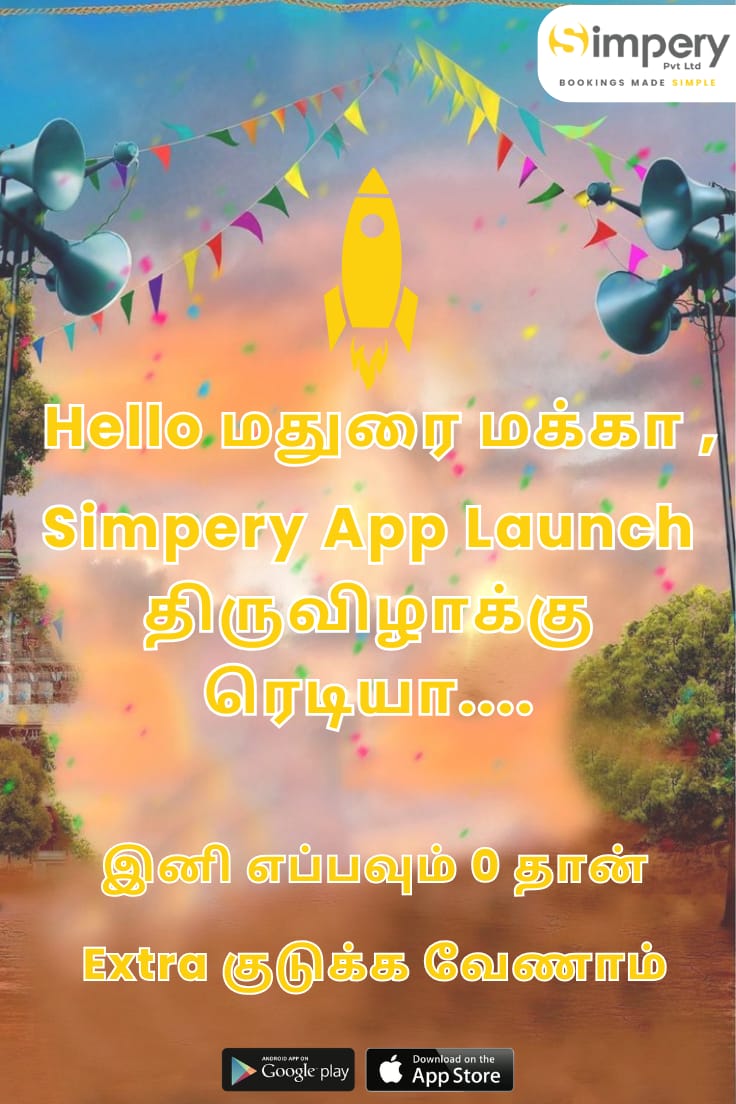 Simpery
Pvt Ltd
BOOKINGS MADE SIMPLE
Hello மதுரை மக்கா ,
Simpery App Launch
திருவிழாக்கு
ரெடியா....
இனி எப்பவும் 0 தான்
Extra குடுக்க வேணாம்
ANDROID APP ON
Google play
Download on the
App Store